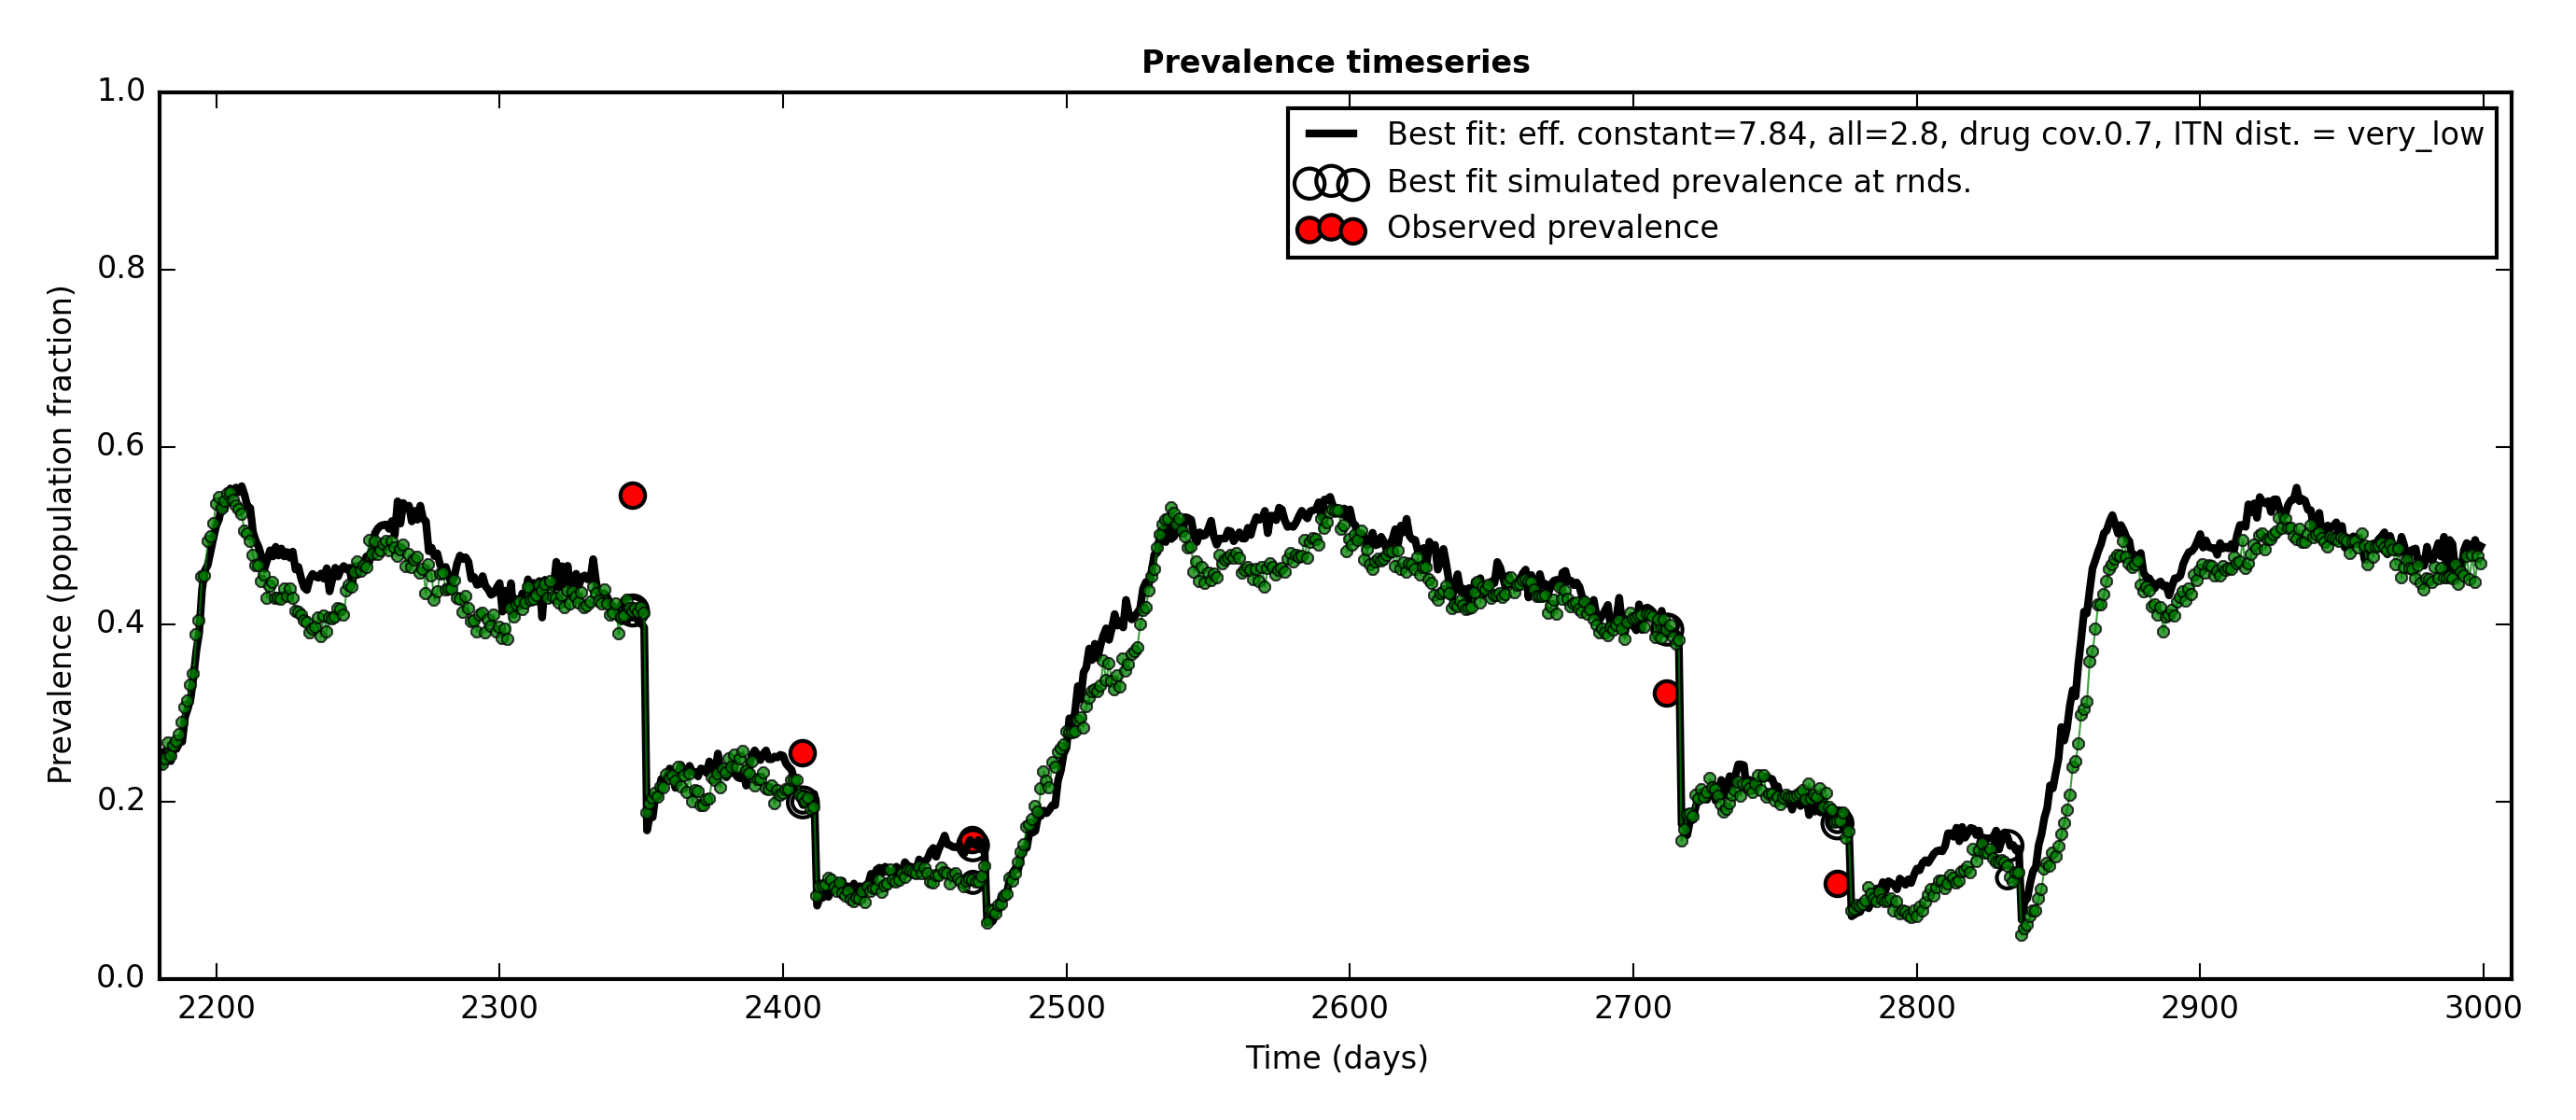 Prevalence timeseries
1.0
0.8
0.6
0.4
0.2
0.0
Prevalence (population fraction)
Best fit: eff. constant=7.84, all=2.8, drug cov.0.7, ITN dist. = very_low
Best fit simulated prevalence at rnds.
Observed prevalence
2200 2300 2400 2500 2600 2700 2800 2900 3000
Time (days)